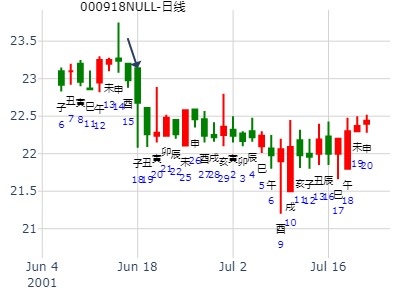 000918NULL-日线
23.5
23
22.5
22
21.5
21
子
6
丑
7
寅
8
巳
11
午
12
未
13
申
14
酉
15
子
18
丑
19
寅
20
卯
21
辰
22
未
25
申
26
酉
27
戌
28
亥
29
寅
2
卯
3
辰
4
巳
5
午
6
酉
9
戌
10
亥
11
子
12
丑
13
辰
16
巳
17
午
18
未
19
申
20
Jun 4
2001
Jun 18
Jul 2
Jul 16